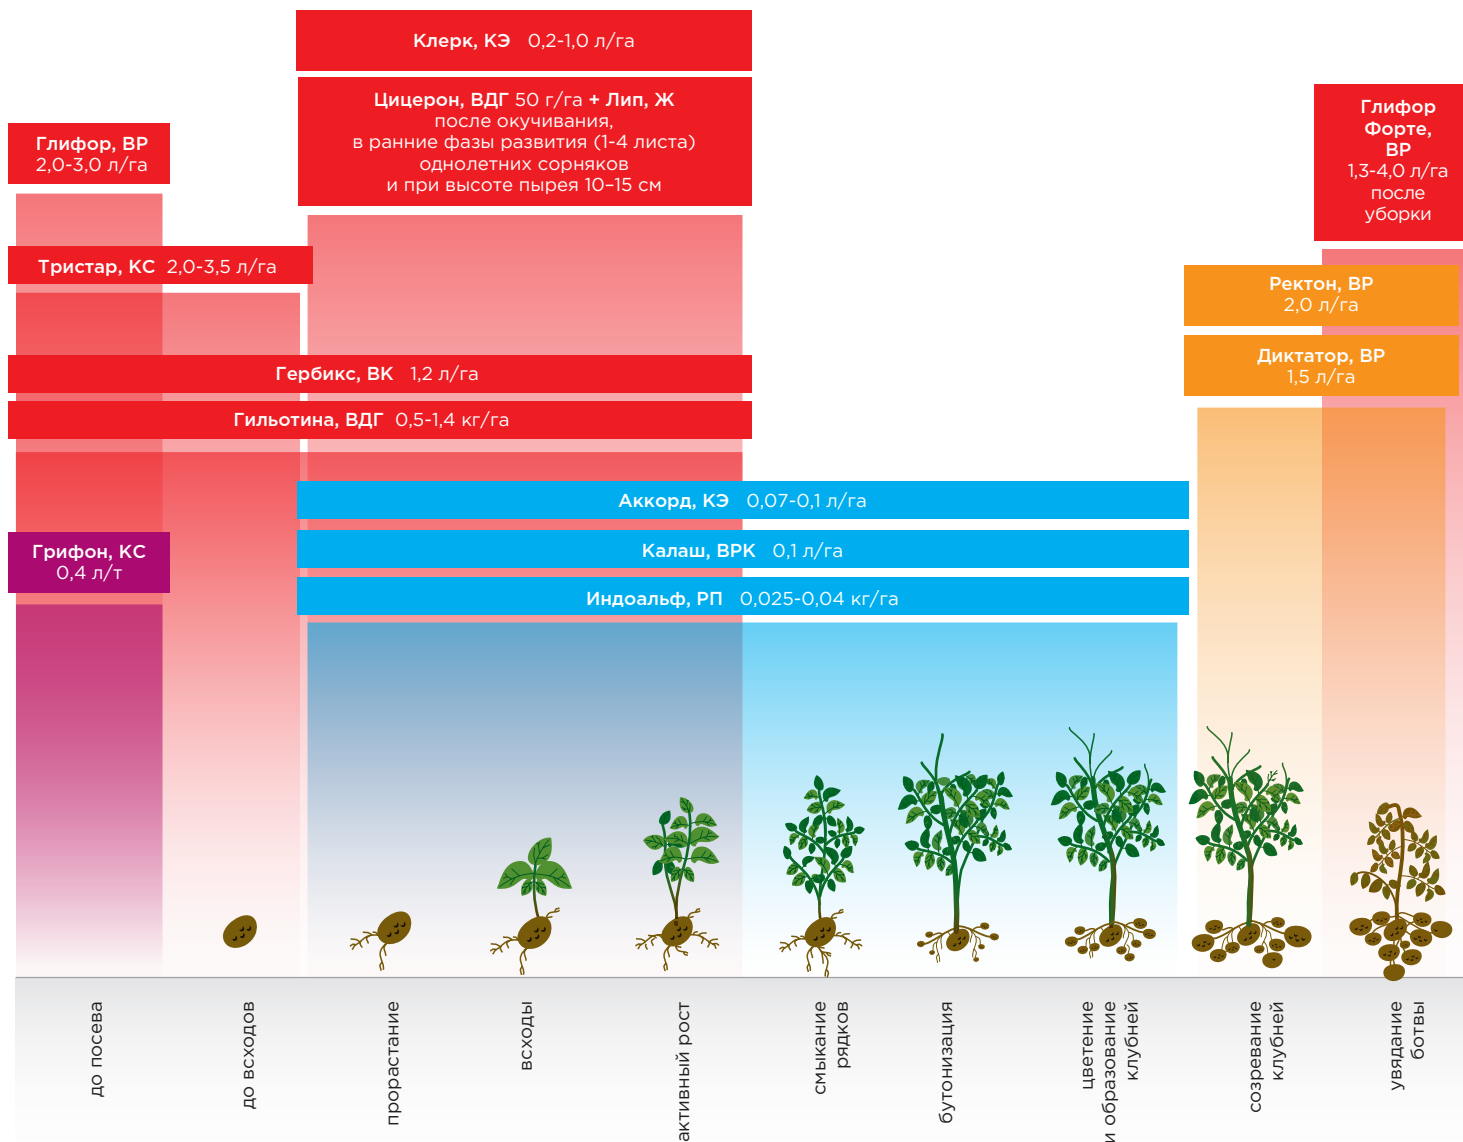 Клерк, КЭ 0,2-1,0 л/га
Цицерон, ВДГ 50 г/га + Лип, Ж
после окучивания,
в ранние фазы развития (1-4 листа)
однолетних сорняков
и при высоте пырея 10–15 см
Глифор, ВР
2,0-3,0 л/га
Глифор
Форте,
ВР
1,3-4,0 л/га
после
уборки
Тристар, КС 2,0-3,5 л/га
Ректон, ВР
2,0 л/га
Диктатор, ВР
1,5 л/га
Гербикс, ВК 1,2 л/га
Гильотина, ВДГ 0,5-1,4 кг/га
Аккорд, КЭ 0,07-0,1 л/га
Калаш, ВРК 0,1 л/га
Индоальф, РП 0,025-0,04 кг/га
Грифон, КС
0,4 л/т
до посева
до всходов
прорастание
всходы
активный рост
смыкание
рядков
бутонизация
цветение
и образование
клубней
созревание
клубней
увядание
ботвы